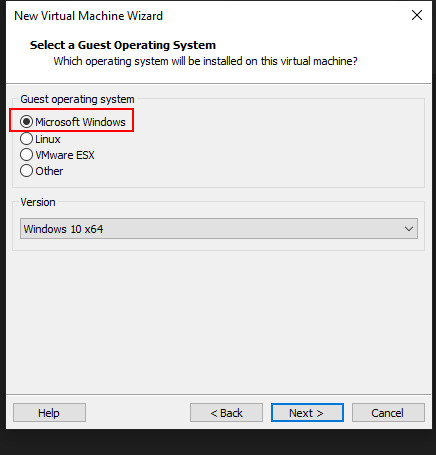 New Virtual Machine Wizard
Select a Guest Operating System
Which operating system will be installed on this virtual machine?
Guest operating system
Microsoft Windows
Linux
VMware ESX
Other
Version
Windows 10 x64
Help
< Back
Next >
Cancel